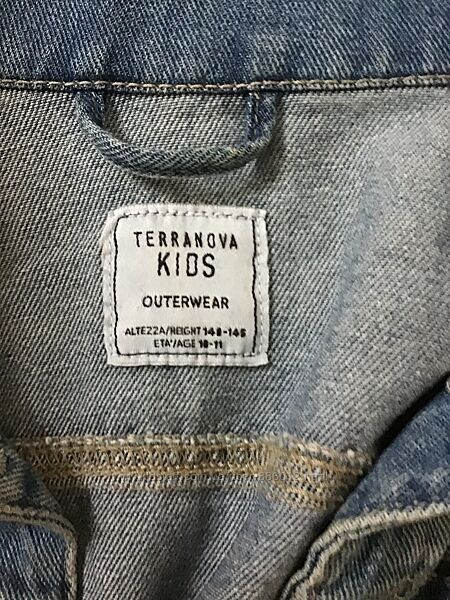 TERRANOVA
KIDS
OUTERWEAR
ALTEZZA/HEIGHT 140-146
ETA'/AGE 10-11